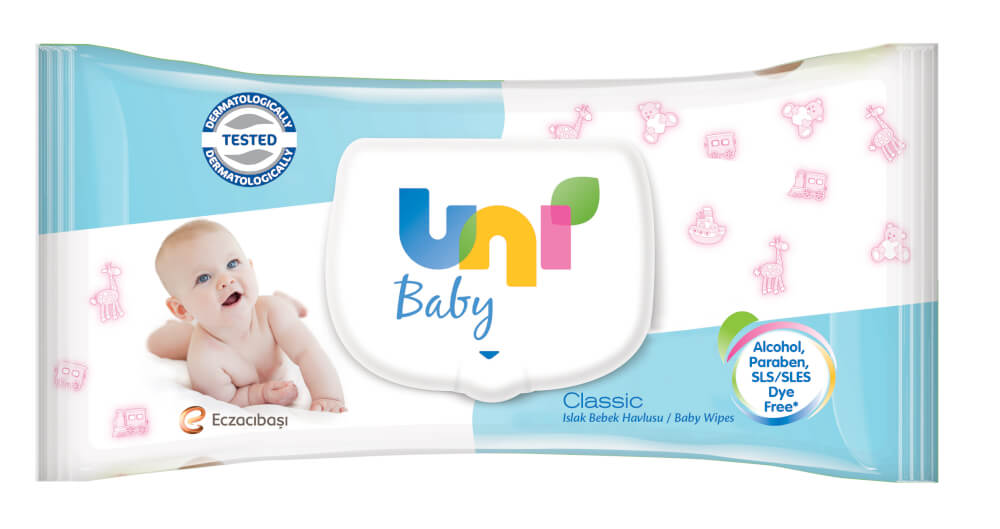 DERMATOLOGICALLY
TESTED
DERMATOLOGICALLY
uni
Baby
Eczacıbaşı
Classic
Islak Bebek Havlusu / Baby Wipes
Alcohol,
Paraben,
SLS/SLES
Dye
Free*